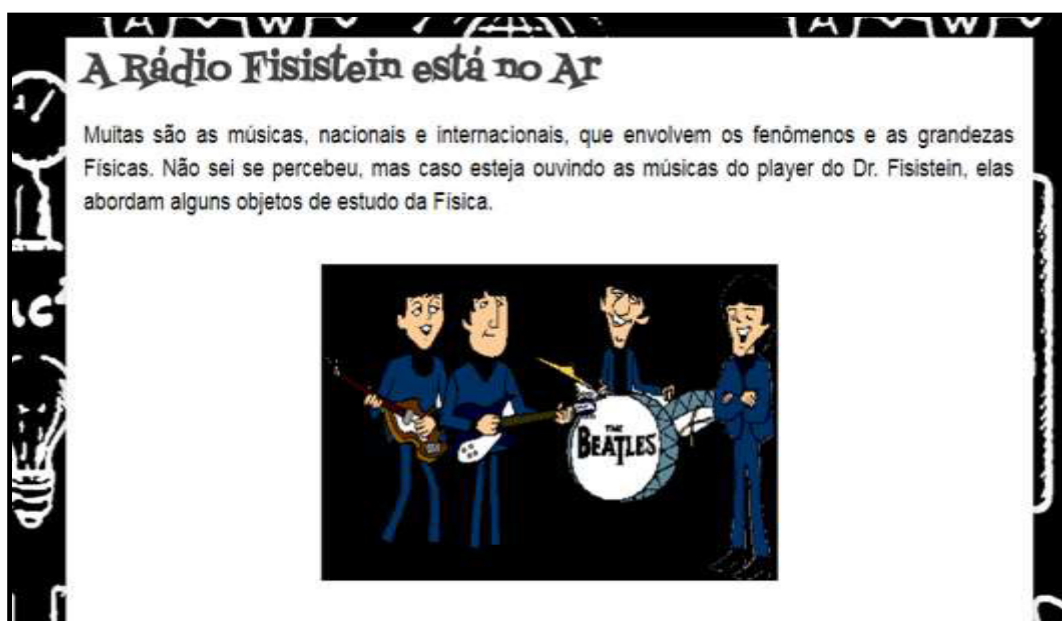 A Rádio Fisistein está no Ar
Muitas são as músicas, nacionais e internacionais, que envolvem os fenômenos e as grandezas
Físicas. Não sei se percebeu, mas caso esteja ouvindo as músicas do player do Dr. Fisistein, elas
abordam alguns objetos de estudo da Física.
THE
BEATLES